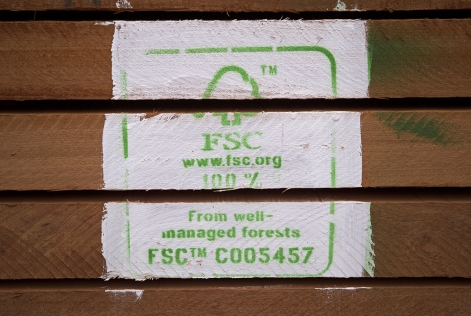 TM
FSC
www.fsc.org
100 %
From well-
managed forests
FSC™ C005457